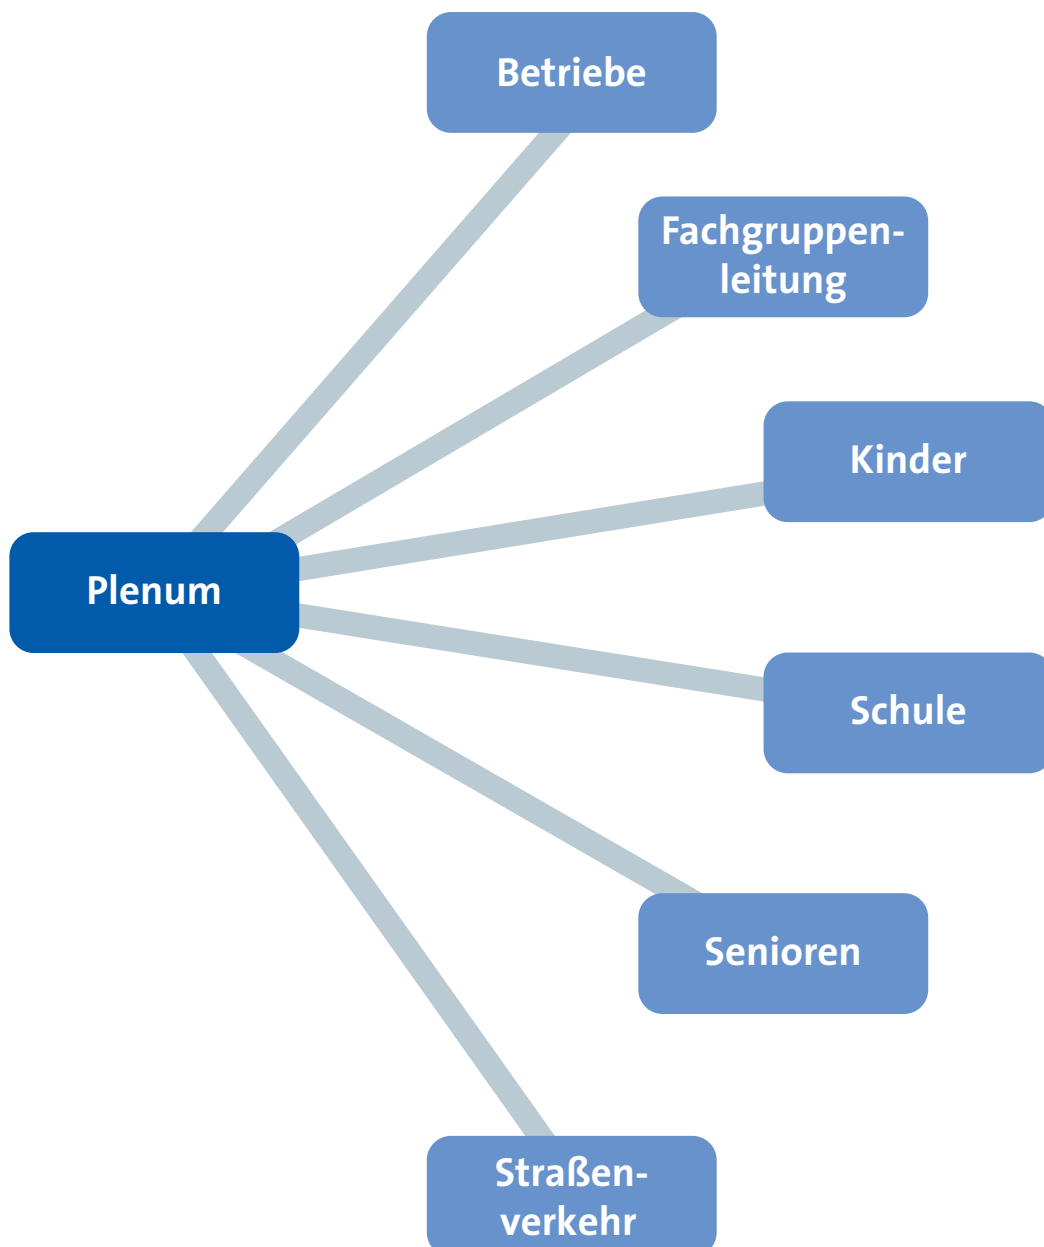 Betriebe
Fachgruppen-
leitung
Kinder
Plenum
Schule
Senioren
Straßen-
verkehr